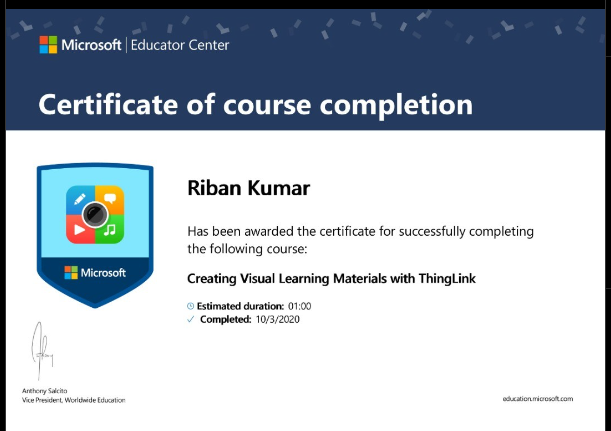 Microsoft | Educator Center
Certificate of course completion
Riban Kumar
Has been awarded the certificate for successfully completing
the following course:
Microsoft
Creating Visual Learning Materials with ThingLink
Estimated duration: 01:00
Completed: 10/3/2020
Anthony Salcito
Vice President, Worldwide Education
education.microsoft.com